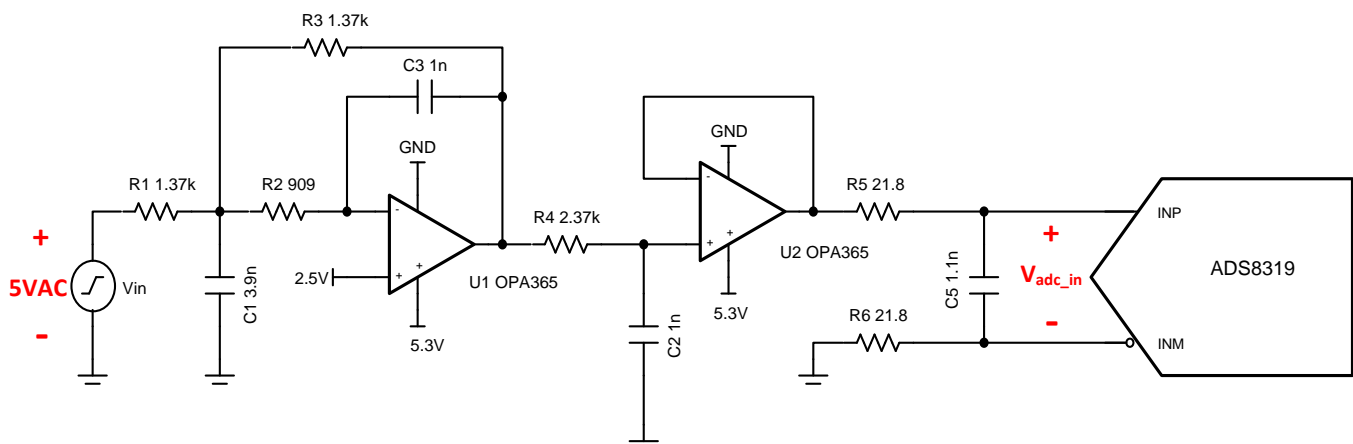 R3 1.37k
C3 1n
GND
GND
R1 1.37k
R2 909
-
-
R5 21.8
INP
R4 2.37k
+
+
+
U2 OPA365
+
5VAC
Vin
2.5V
+
+
U1 OPA365
C1 3.9n
C5 1.1n
Vadc_in
ADS8319
-
5.3V
-
R6 21.8
5.3V
C2 1n
INM